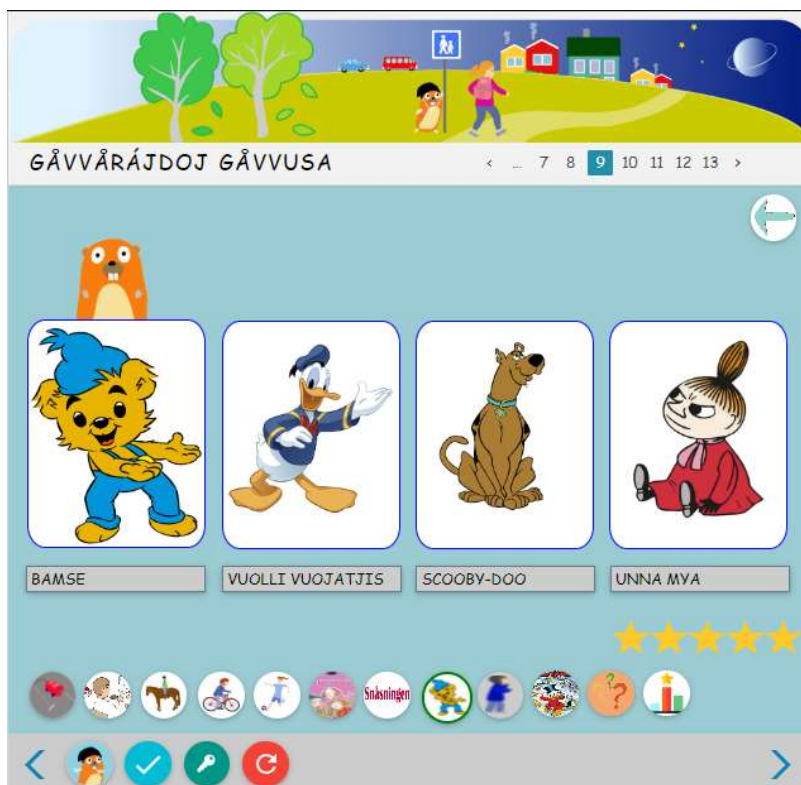 GÅVVÅRÁJDOJ GÅVVUSA
‹ ... 7 8 9 10 11 12 13 ›
BAMSE VUOLLI VUOJATJIS SCOOBY-DOO UNNA MYA
Snåsningen